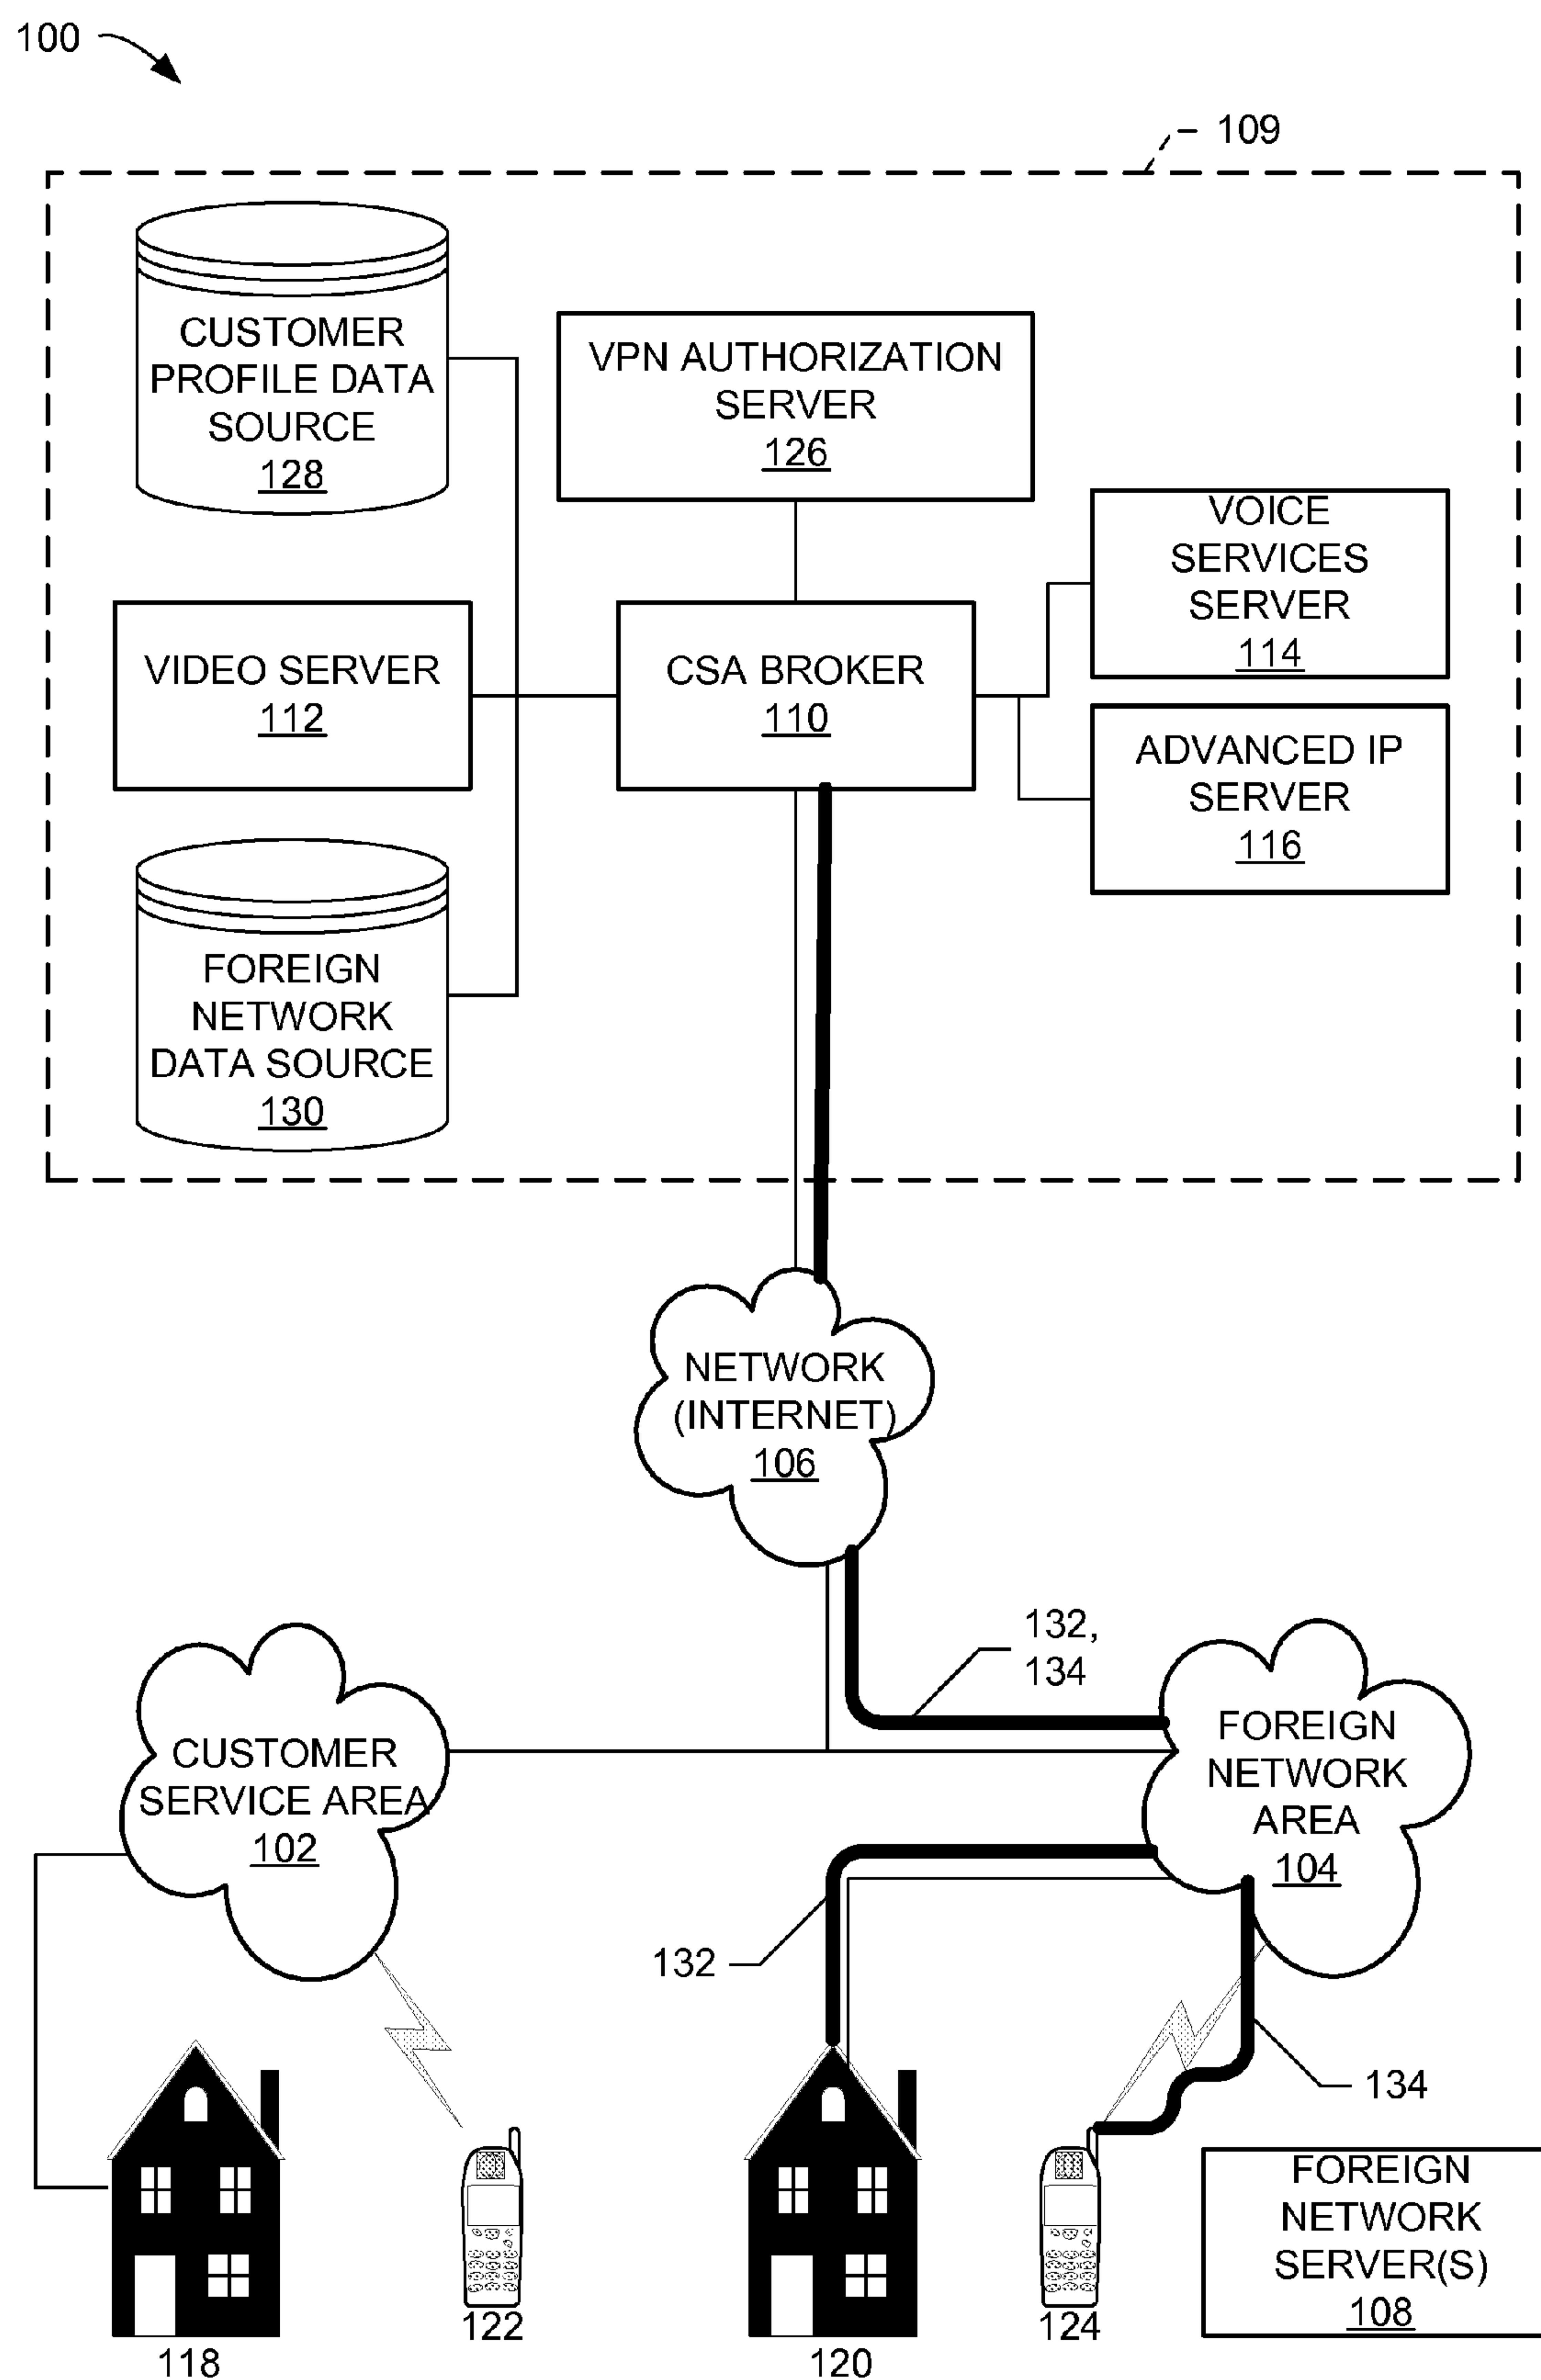 100
109
CUSTOMER
PROFILE DATA
SOURCE
128
VPN AUTHORIZATION
SERVER
126
VOICE
SERVICES
SERVER
114
VIDEO SERVER
112
CSA BROKER
110
ADVANCED IP
SERVER
116
FOREIGN
NETWORK
DATA SOURCE
130
NETWORK
(INTERNET)
106
132,
134
CUSTOMER
SERVICE AREA
102
FOREIGN
NETWORK
AREA
104
132
134
FOREIGN
NETWORK
SERVER(S)
108
118
122
120
124